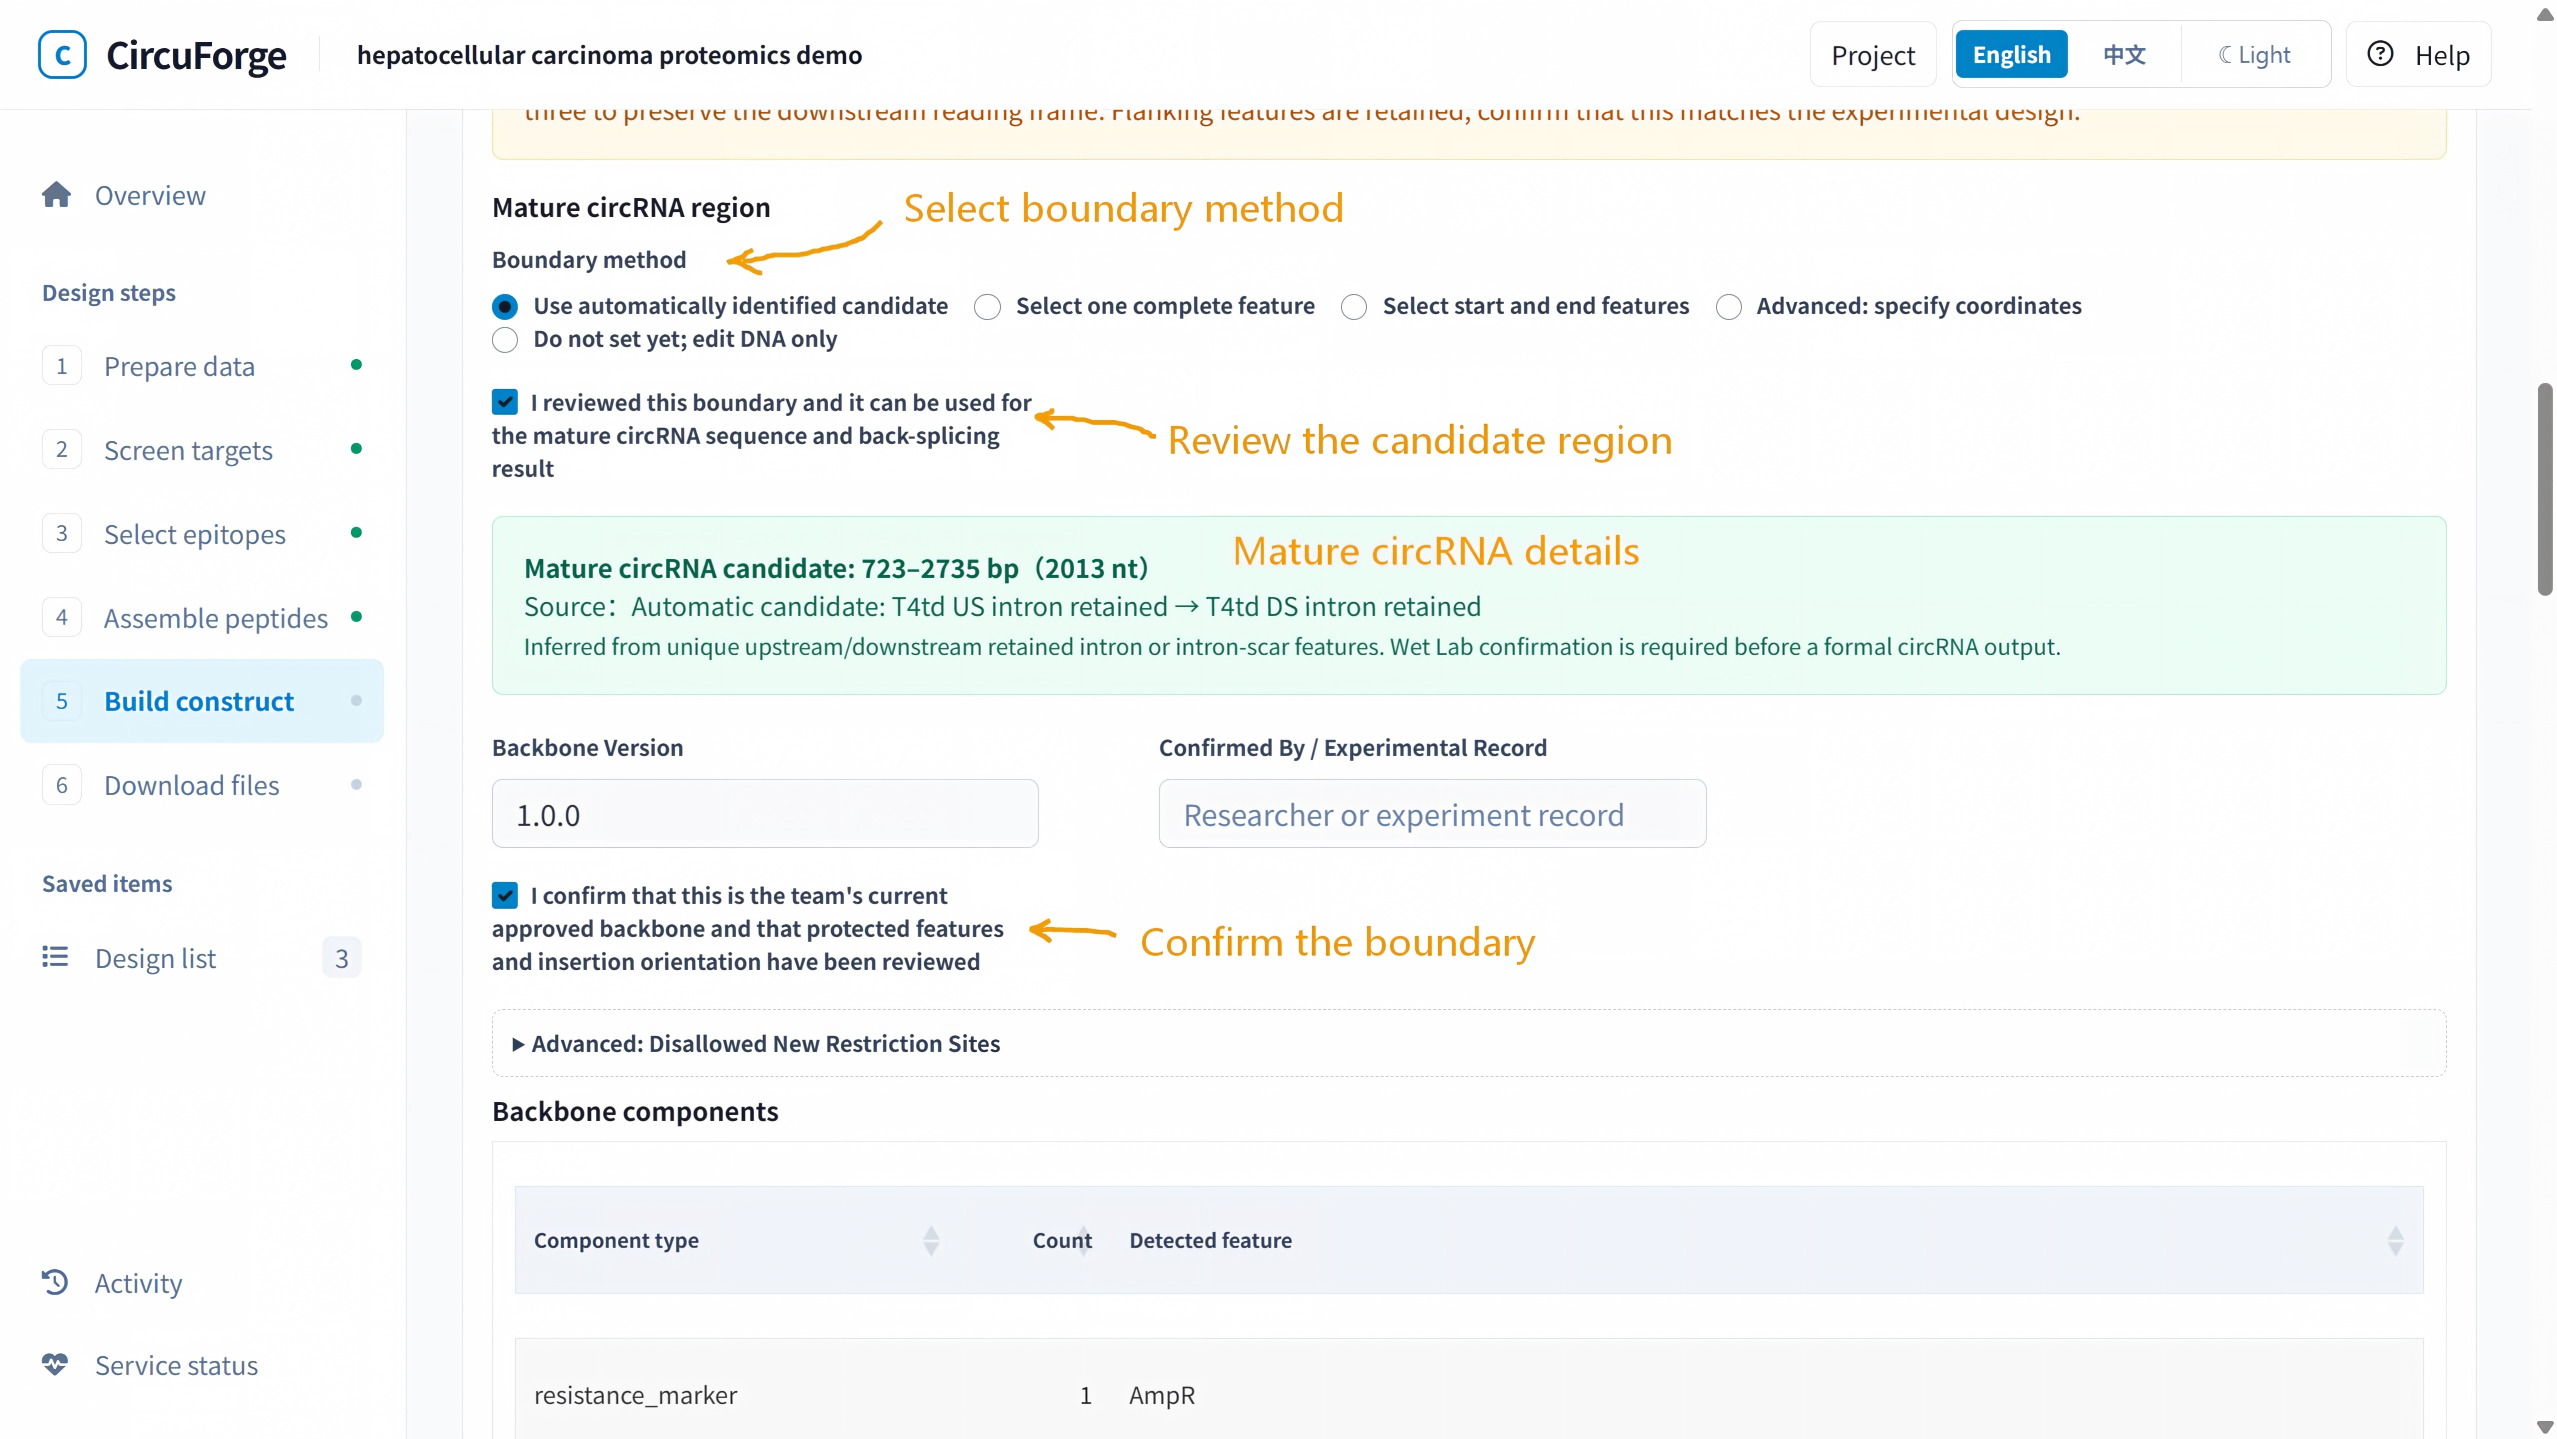 C CircuForge
hepatocellular carcinoma proteomics demo
Project
English
中文
Light
Help
three to preserve the downstream reading frame. Flanking features are retained; confirm that this matches the experimental design.
Overview
Design steps
1 Prepare data
2 Screen targets
3 Select epitopes
4 Assemble peptides
5 Build construct
6 Download files
Saved items
Design list 3
Activity
Service status
Mature circRNA region
Select boundary method
Boundary method
Use automatically identified candidate
Select one complete feature
Select start and end features
Advanced: specify coordinates
Do not set yet; edit DNA only
I reviewed this boundary and it can be used for
the mature circRNA sequence and back-splicing
result
Review the candidate region
Mature circRNA details
Mature circRNA candidate: 723–2735 bp（2013 nt）
Source：Automatic candidate: T4td US intron retained → T4td DS intron retained
Inferred from unique upstream/downstream retained intron or intron-scar features. Wet Lab confirmation is required before a formal circRNA output.
Backbone Version
1.0.0
Confirmed By / Experimental Record
Researcher or experiment record
I confirm that this is the team's current
approved backbone and that protected features
and insertion orientation have been reviewed
Confirm the boundary
Advanced: Disallowed New Restriction Sites
Backbone components
Component type Count Detected feature
resistance_marker 1 AmpR